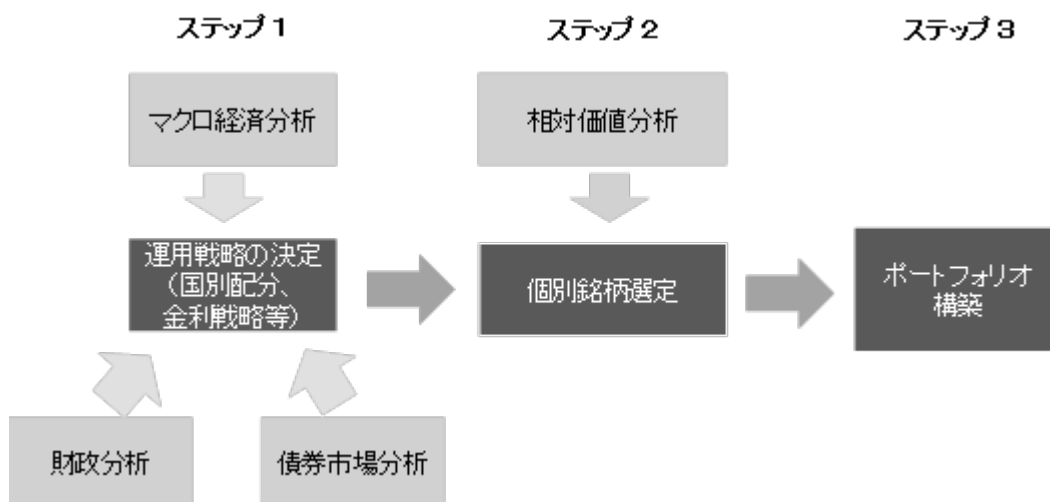 ステップ1
ステップ2
ステップ3
マクロ経済分析
相対価値分析
運用戦略の決定
(国別配分、
金利戦略等)
個別銘柄選定
ポートフォリオ
構築
財政分析
債券市場分析